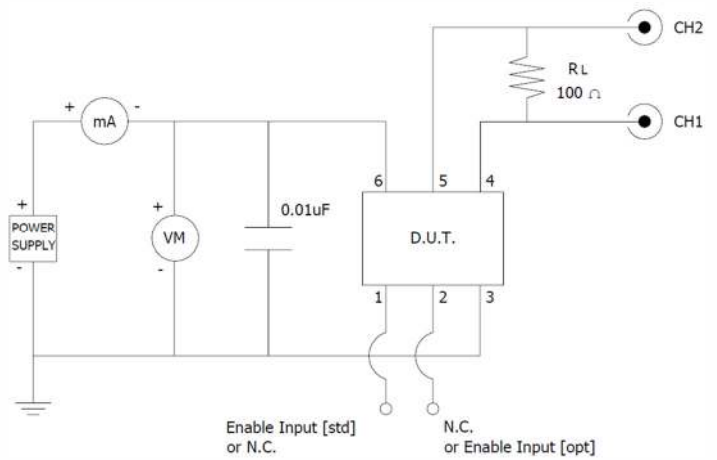 CH2
RL
100 Ω
CH1
+ mA -
6 5 4
+
POWER
SUPPLY
-
+
VM
-
0.01uF
D.U.T.
1 2 3
Enable Input [std]
or N.C.
N.C.
or Enable Input [opt]